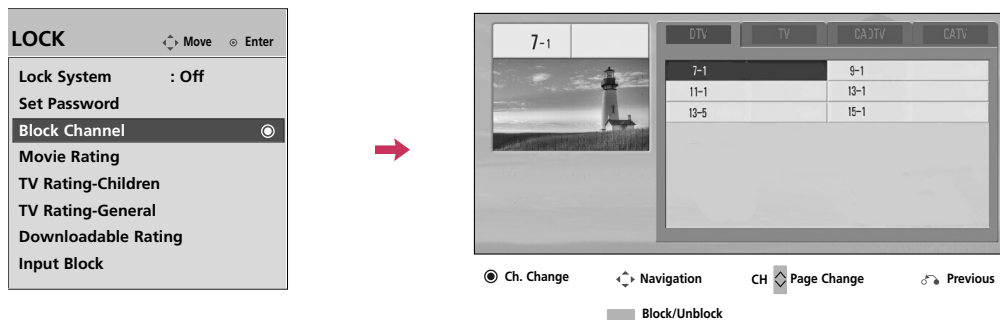 LOCK
Move Enter
Lock System : Off
Set Password
Block Channel
Movie Rating
TV Rating-Children
TV Rating-General
Downloadable Rating
Input Block
7-1
DTV TV CADTV CATV
7-1 9-1
11-1 13-1
13-5 15-1
Ch. Change Navigation CH Page Change Previous
Block/Unblock